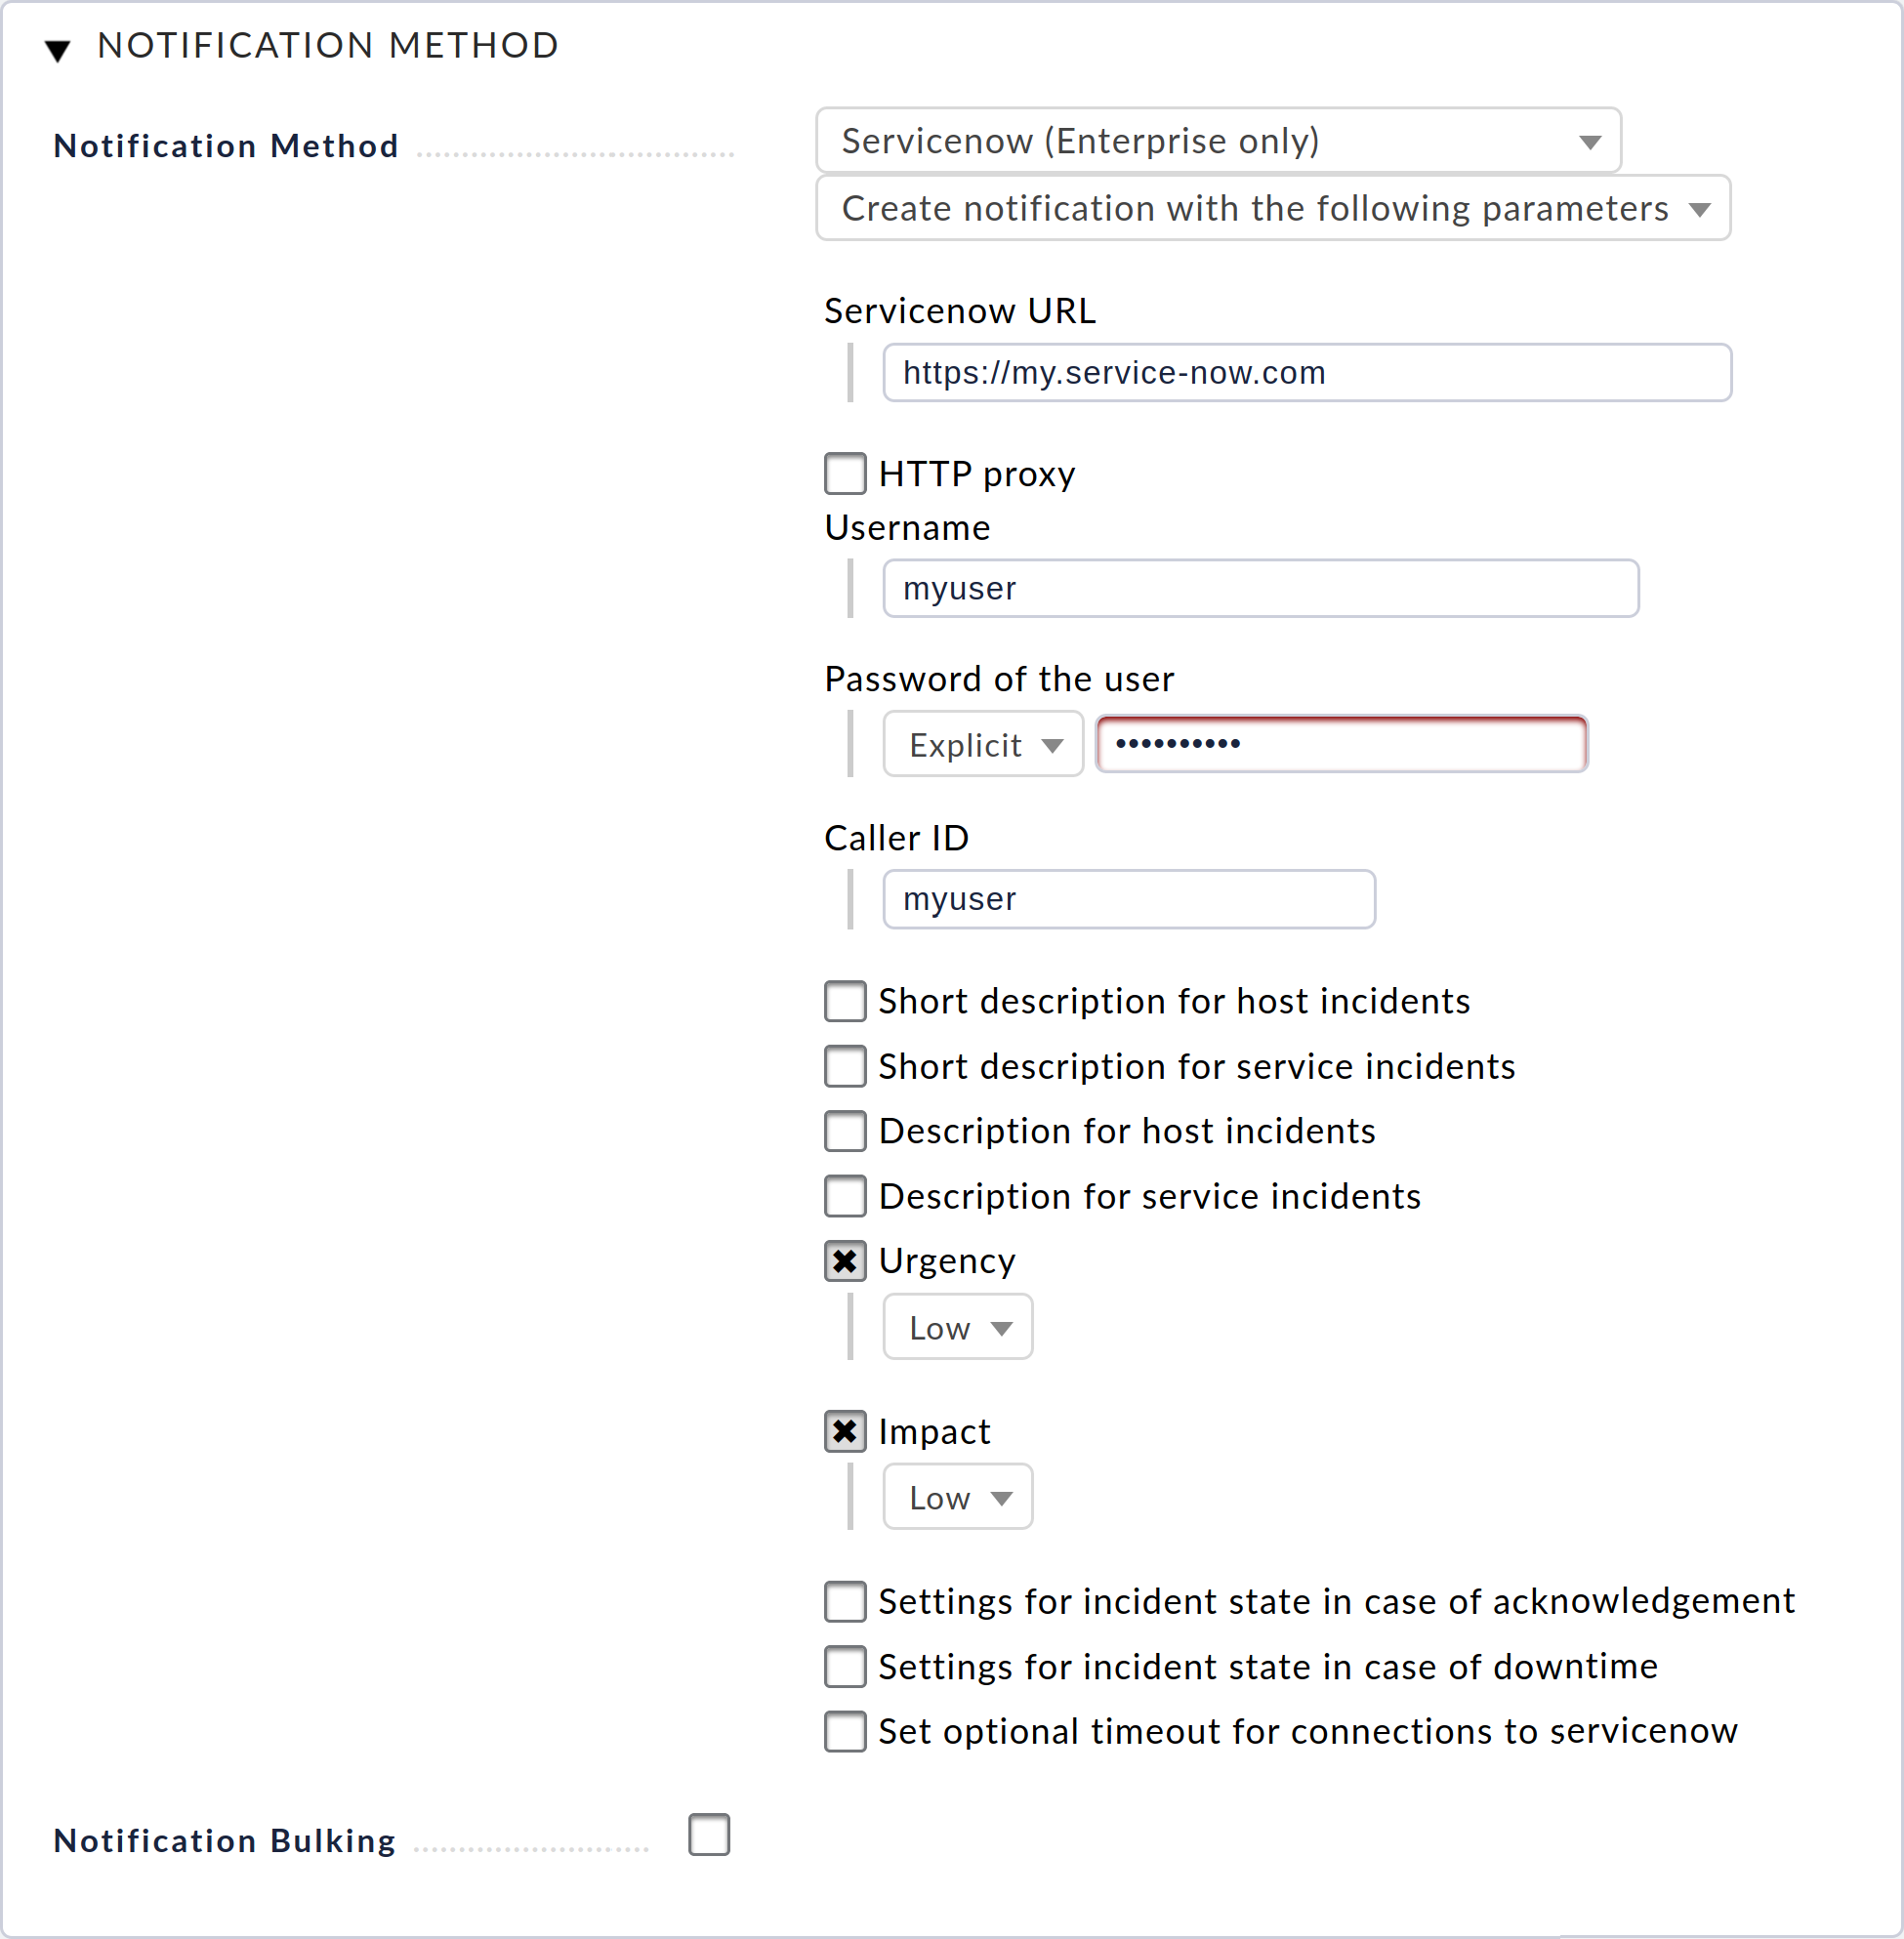 NOTIFICATION METHOD
Notification Method
Servicenow (Enterprise only)
Create notification with the following parameters
Servicenow URL
https://my.service-now.com
HTTP proxy
Username
myuser
Password of the user
Explicit ••••••••••
Caller ID
myuser
Short description for host incidents
Short description for service incidents
Description for host incidents
Description for service incidents
Urgency
Low
Impact
Low
Settings for incident state in case of acknowledgement
Settings for incident state in case of downtime
Set optional timeout for connections to servicenow
Notification Bulking